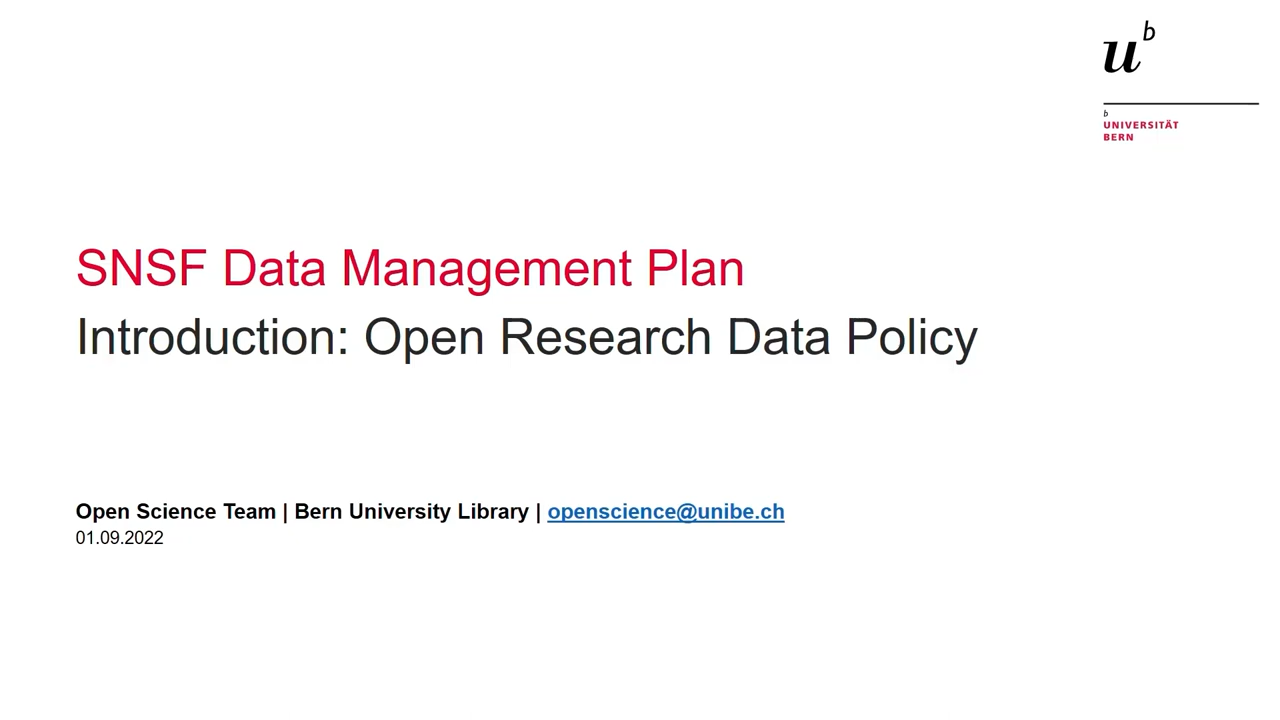 u b
b
UNIVERSITÄT
BERN
SNSF Data Management Plan
Introduction: Open Research Data Policy
Open Science Team | Bern University Library | openscience@unibe.ch
01.09.2022